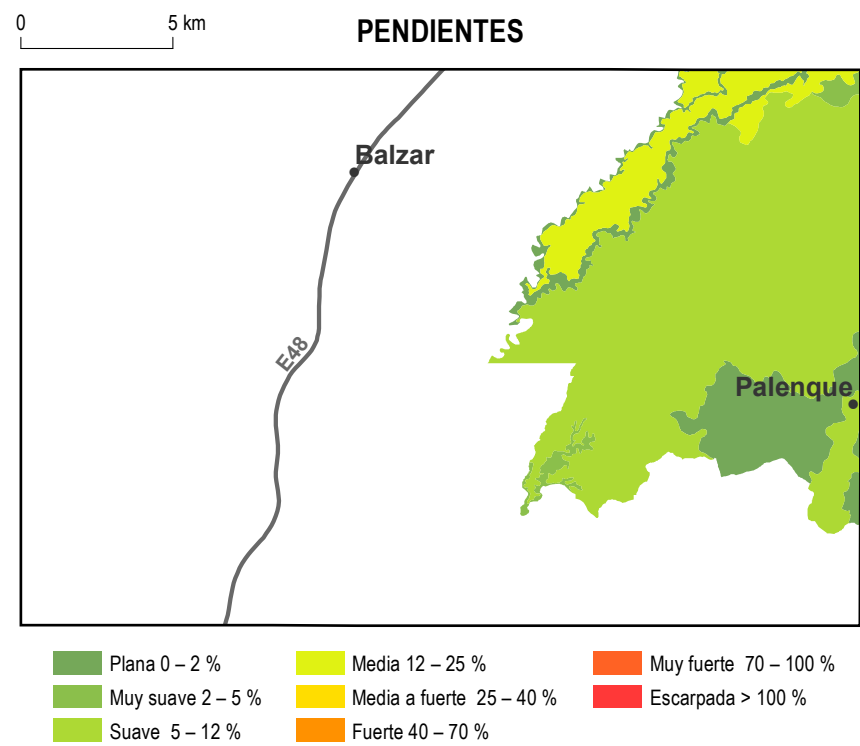 0 5 km
PENDIENTES
Balzar
E48
Palenque
Plana 0 – 2 %
Muy suave 2 – 5 %
Suave 5 – 12 %
Media 12 – 25 %
Media a fuerte 25 – 40 %
Fuerte 40 – 70 %
Muy fuerte 70 – 100 %
Escarpada > 100 %